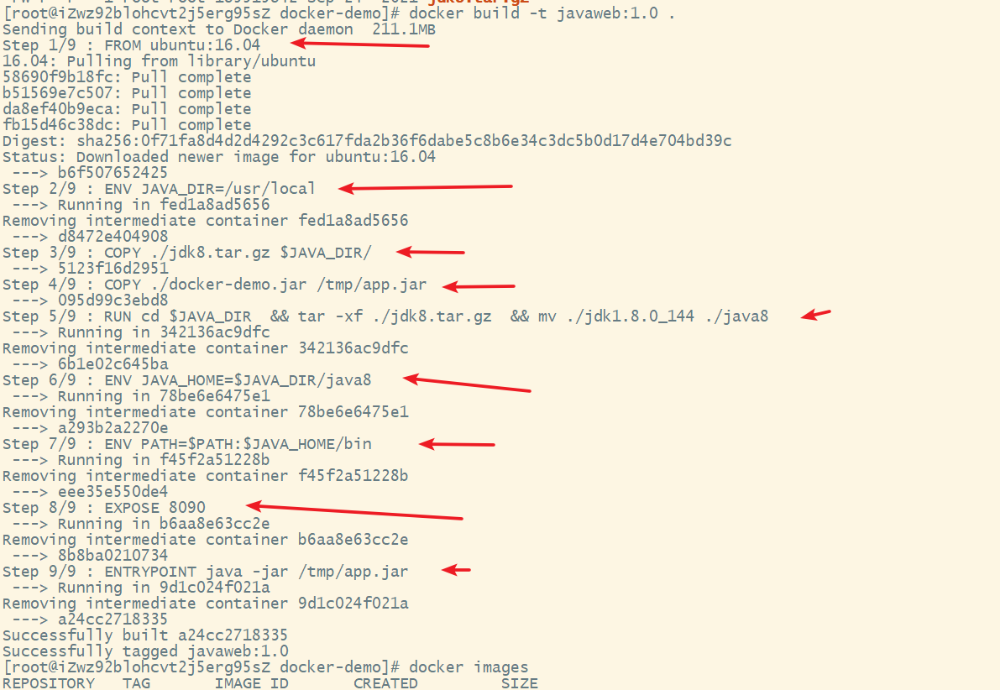 [root@iZwz92blohcvt2j5erg95sZ docker-demo]# docker build -t javaweb:1.0 .
Sending build context to Docker daemon  211.1MB
Step 1/9 : FROM ubuntu:16.04
16.04: Pulling from library/ubuntu
58690f9b18fc: Pull complete
b51569e7c507: Pull complete
da8ef40b9eca: Pull complete
fb15d46c38dc: Pull complete
Digest: sha256:0f71fa8d4d2d4292c3c617fda2b36f6dabe5c8b6e34c3dc5b0d17d4e704bd39c
Status: Downloaded newer image for ubuntu:16.04
 ---> b6f507652425
Step 2/9 : ENV JAVA_DIR=/usr/local
 ---> Running in fed1a8ad5656
Removing intermediate container fed1a8ad5656
 ---> d8472e404908
Step 3/9 : COPY ./jdk8.tar.gz $JAVA_DIR/
 ---> 5123f16d2951
Step 4/9 : COPY ./docker-demo.jar /tmp/app.jar
 ---> 095d99c3ebd8
Step 5/9 : RUN cd $JAVA_DIR  && tar -xf ./jdk8.tar.gz  && mv ./jdk1.8.0_144 ./java8
 ---> Running in 342136ac9dfc
Removing intermediate container 342136ac9dfc
 ---> 6b1e02c645ba
Step 6/9 : ENV JAVA_HOME=$JAVA_DIR/java8
 ---> Running in 78be6e6475e1
Removing intermediate container 78be6e6475e1
 ---> a293b2a2270e
Step 7/9 : ENV PATH=$PATH:$JAVA_HOME/bin
 ---> Running in f45f2a51228b
Removing intermediate container f45f2a51228b
 ---> eee35e550de4
Step 8/9 : EXPOSE 8090
 ---> Running in b6aa8e63cc2e
Removing intermediate container b6aa8e63cc2e
 ---> 8b8ba0210734
Step 9/9 : ENTRYPOINT java -jar /tmp/app.jar
 ---> Running in 9d1c024f021a
Removing intermediate container 9d1c024f021a
 ---> a24cc2718335
Successfully built a24cc2718335
Successfully tagged javaweb:1.0
[root@iZwz92blohcvt2j5erg95sZ docker-demo]# docker images
REPOSITORY   TAG       IMAGE ID       CREATED         SIZE